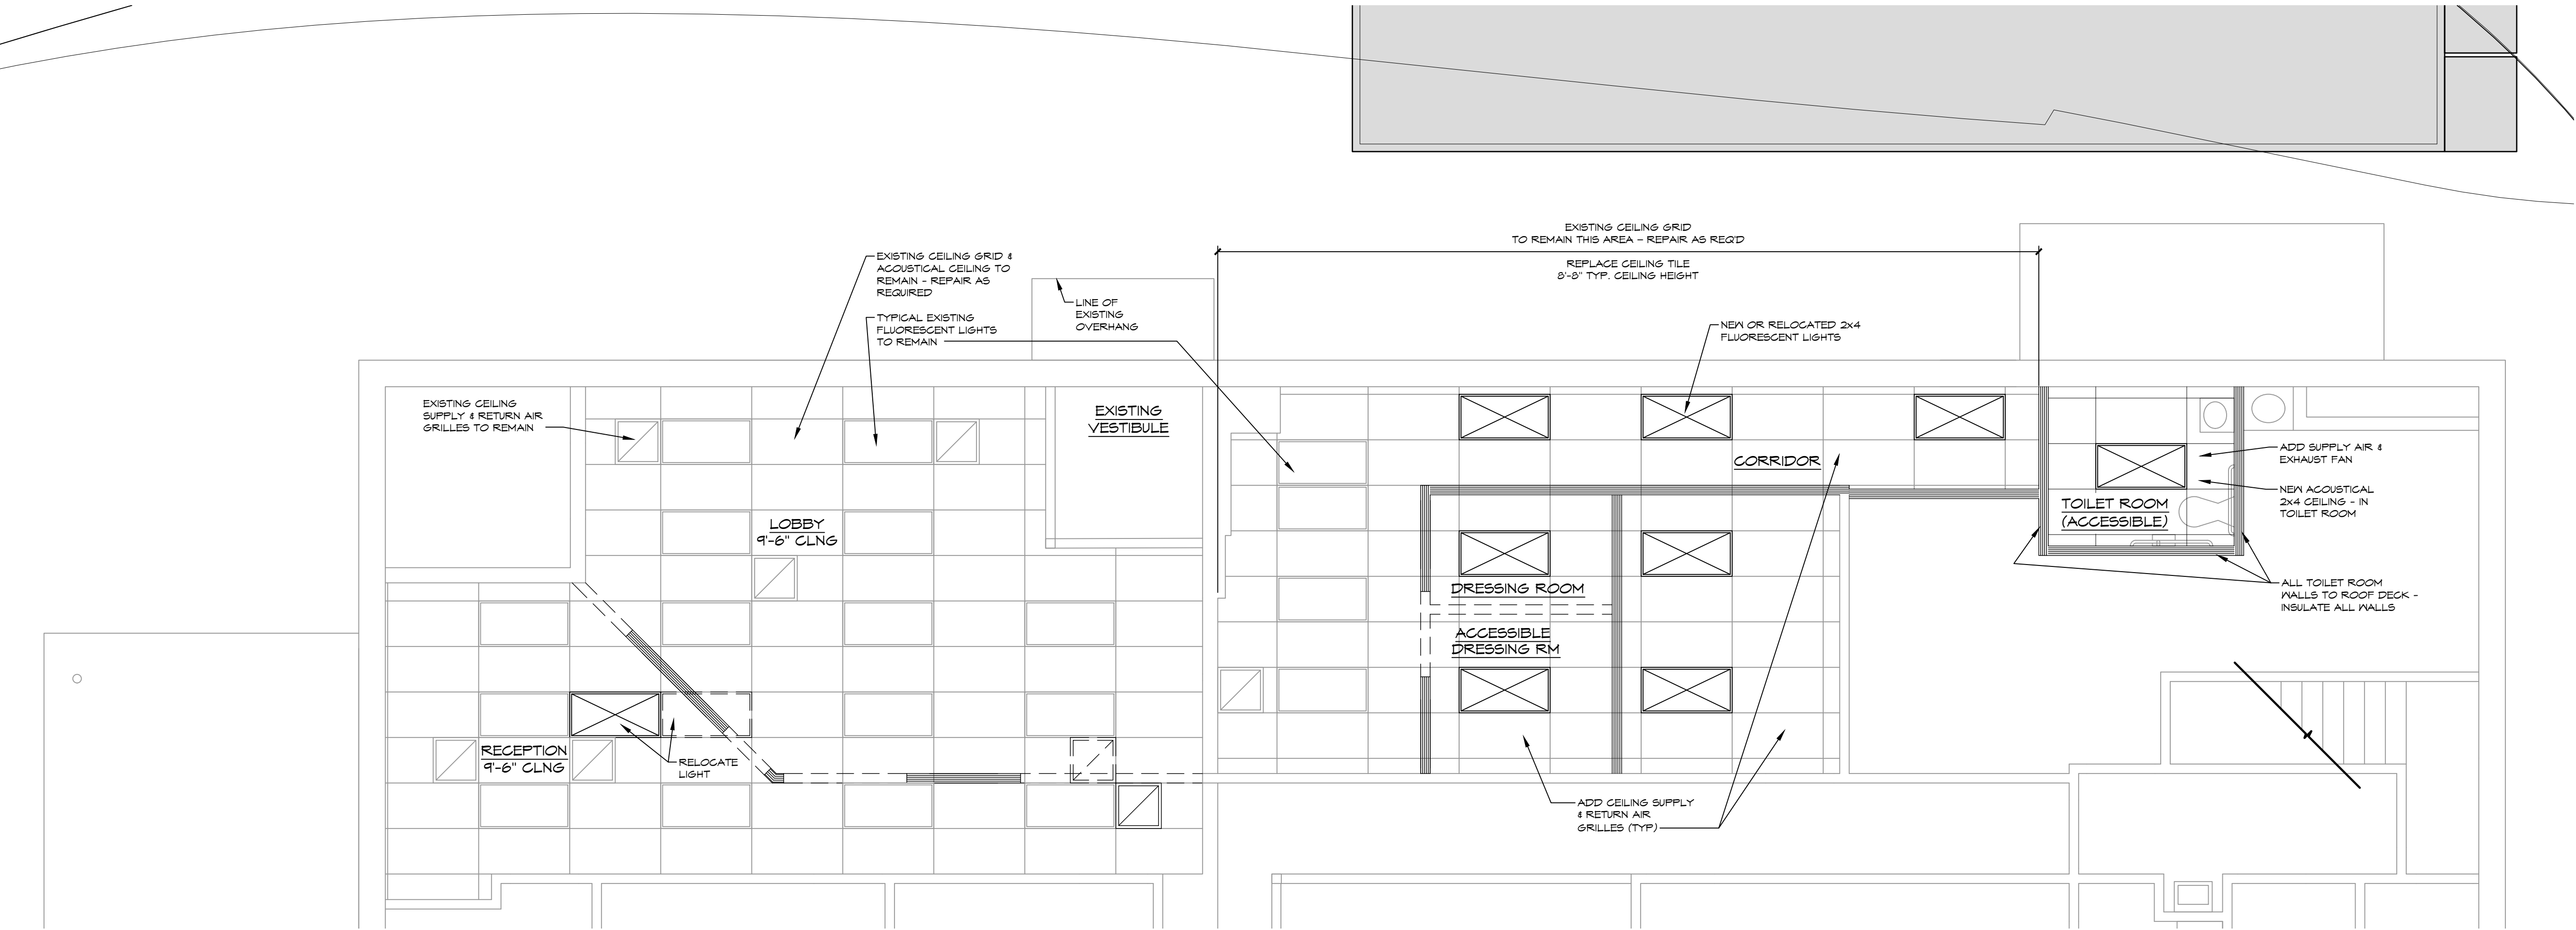 EXISTING CEILING GRID
TO REMAIN THIS AREA - REPAIR AS REQ'D
REPLACE CEILING TILE
8'-8" TYP. CEILING HEIGHT
EXISTING CEILING GRID &
ACOUSTICAL CEILING TO
REMAIN - REPAIR AS
REQUIRED
TYPICAL EXISTING
FLUORESCENT LIGHTS
TO REMAIN
LINE OF
EXISTING
OVERHANG
NEW OR RELOCATED 2x4
FLUORESCENT LIGHTS
EXISTING CEILING
SUPPLY & RETURN AIR
GRILLES TO REMAIN
EXISTING
VESTIBULE
CORRIDOR
ADD SUPPLY AIR &
EXHAUST FAN
NEW ACOUSTICAL
2x4 CEILING - IN
TOILET ROOM
TOILET ROOM
(ACCESSIBLE)
LOBBY
9'-6" CLNG
DRESSING ROOM
ALL TOILET ROOM
WALLS TO ROOF DECK -
INSULATE ALL WALLS
ACCESSIBLE
DRESSING RM
RECEPTION
9'-6" CLNG
RELOCATE
LIGHT
ADD CEILING SUPPLY
& RETURN AIR
GRILLES (TYP)